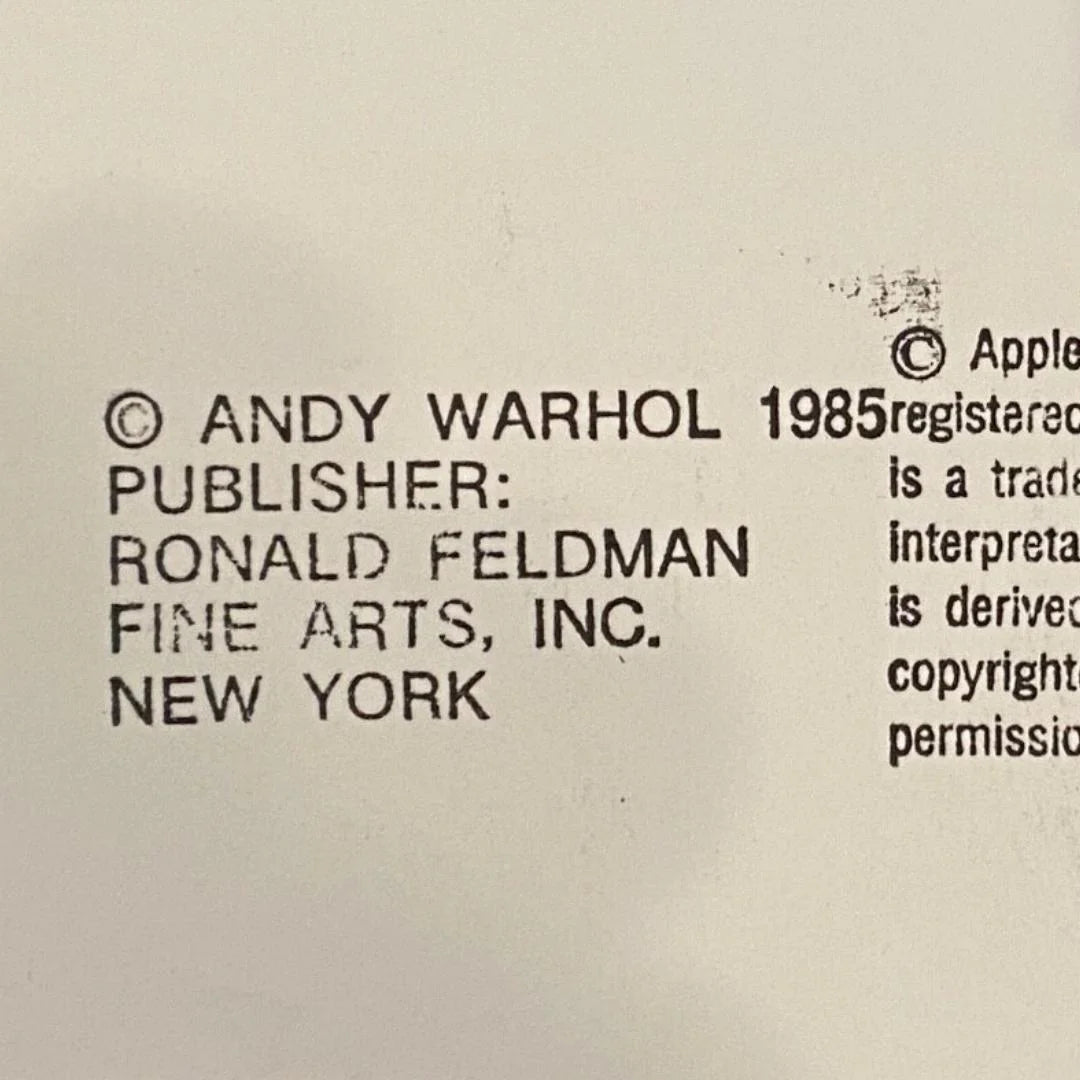 © ANDY WARHOL 1985
PUBLISHER:
RONALD FELDMAN
FINE ARTS, INC.
NEW YORK
© Apple
registered
is a trade
interpreta
is derived
copyrighte
permissio